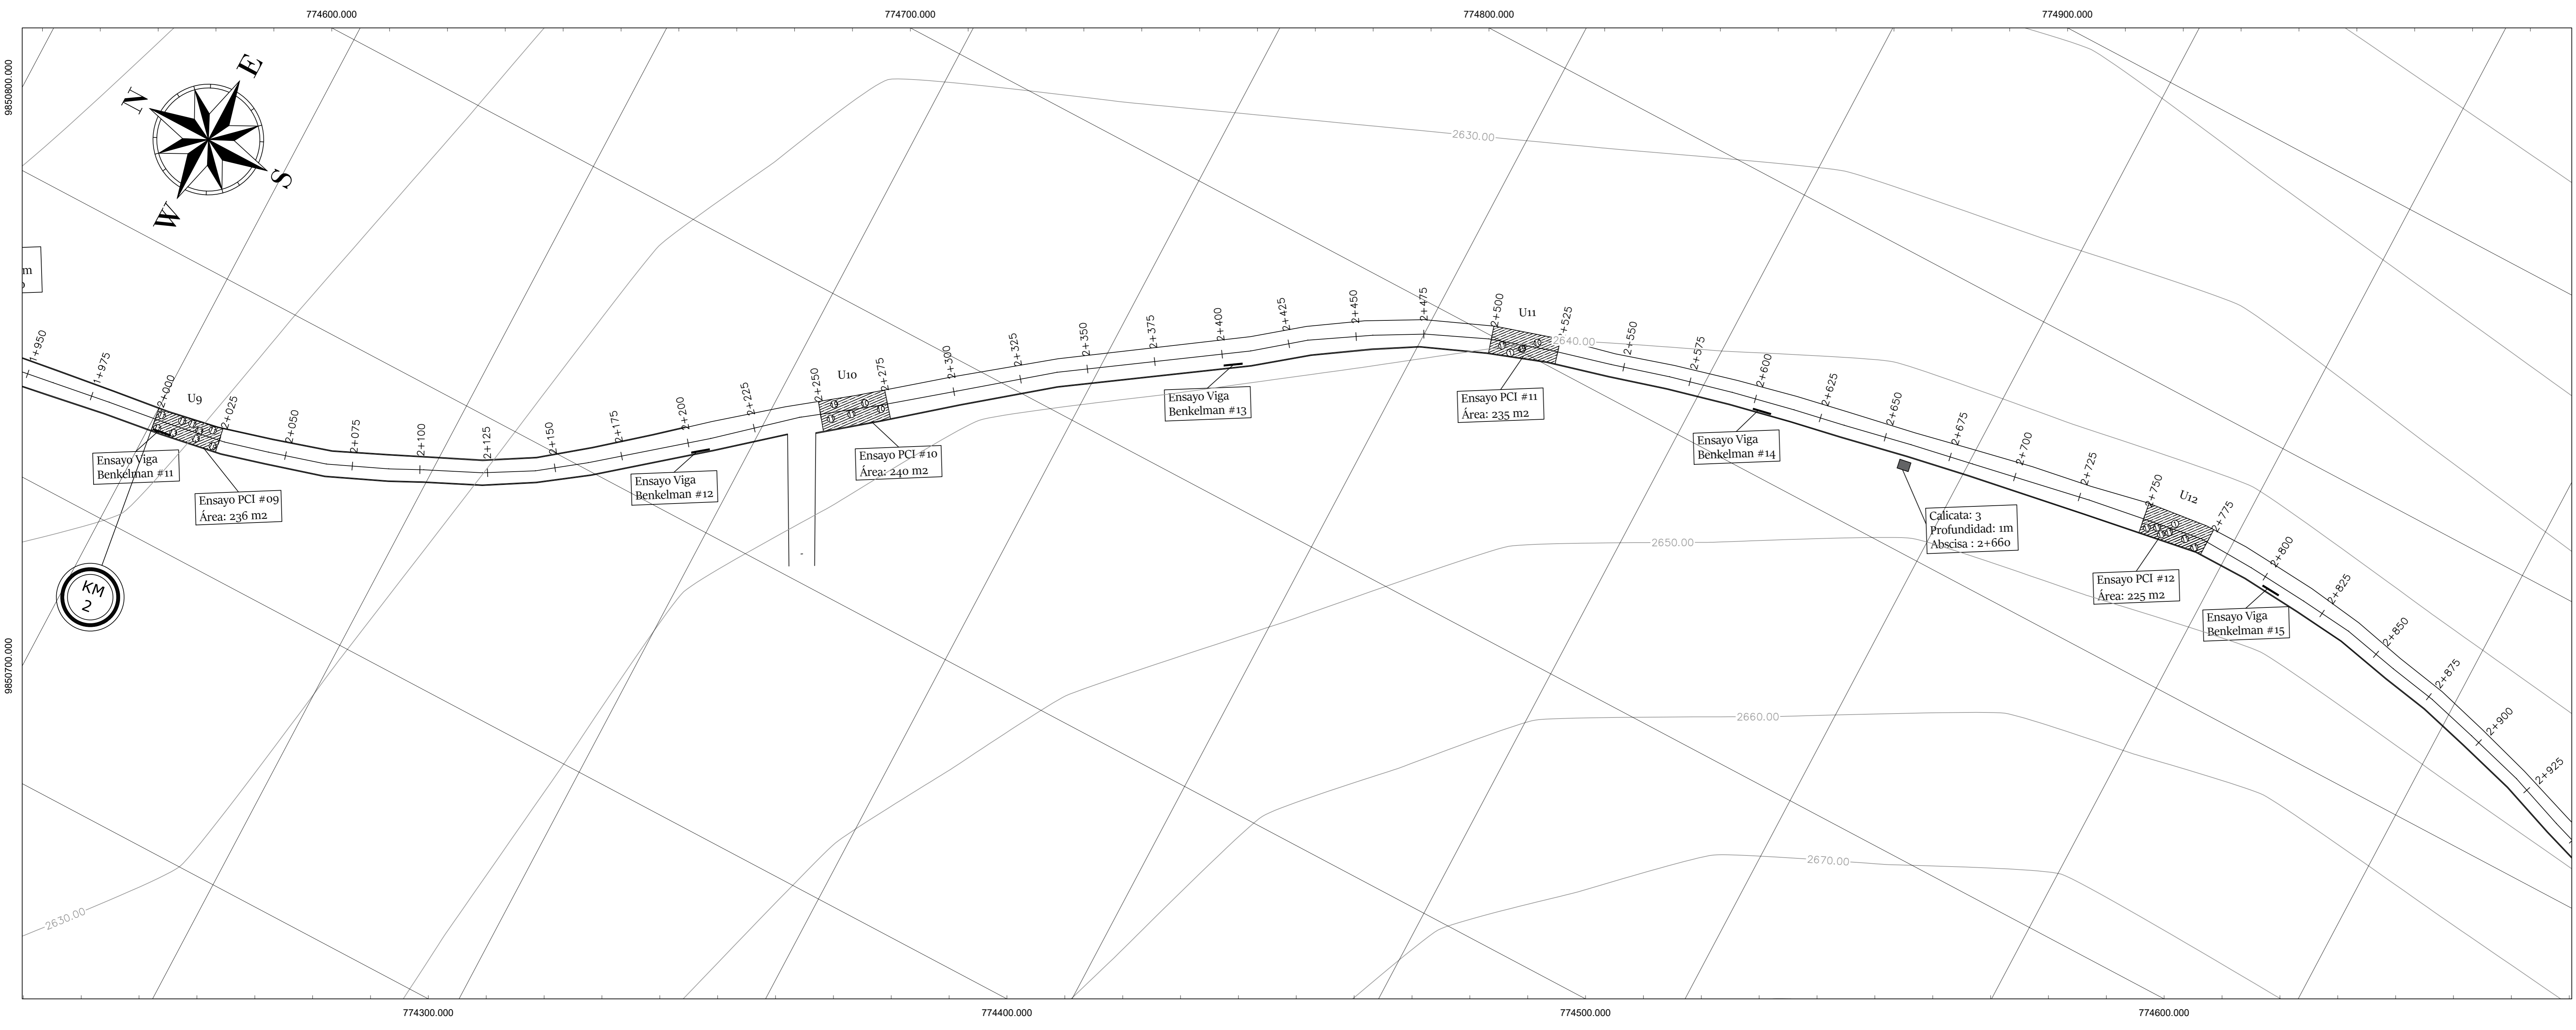 774600.000
774700.000
774800.000
774900.000
9850800.000
9850700.000
N
E
S
W
2630.00
m
1+950
1+975
2+000
U9
2+025
2+050
2+075
2+100
2+125
2+150
2+175
2+200
2+225
2+250
U10
2+275
2+300
2+325
2+350
2+375
2+400
2+425
2+450
2+475
2+500
U11
2640.00
2+550
2+575
2+600
2+625
2+650
2+675
2+700
2+725
2+750
U12
2+775
2+800
2+825
2+850
2+875
2+900
2+925
Ensayo Viga
Benkelman #11
Ensayo PCI #09
Área: 236 m2
Ensayo Viga
Benkelman #12
Ensayo PCI #10
Área: 240 m2
Ensayo Viga
Benkelman #13
Ensayo PCI #11
Área: 235 m2
Ensayo Viga
Benkelman #14
Calicata: 3
Profundidad: 1m
Abscisa : 2+660
Ensayo PCI #12
Área: 225 m2
Ensayo Viga
Benkelman #15
KM
2
2650.00
2660.00
2670.00
2630.00
774300.000
774400.000
774500.000
774600.000